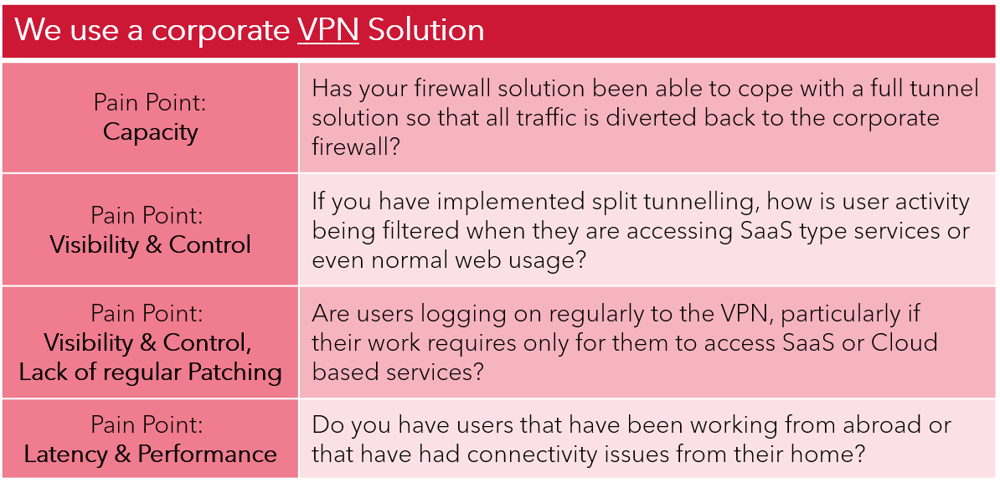 We use a corporate VPN Solution
Pain Point:
Capacity
Has your firewall solution been able to cope with a full tunnel
solution so that all traffic is diverted back to the corporate
firewall?
Pain Point:
Visibility & Control
If you have implemented split tunnelling, how is user activity
being filtered when they are accessing SaaS type services or
even normal web usage?
Pain Point:
Visibility & Control,
Lack of regular Patching
Are users logging on regularly to the VPN, particularly if
their work requires only for them to access SaaS or Cloud
based services?
Pain Point:
Latency & Performance
Do you have users that have been working from abroad or
that have had connectivity issues from their home?